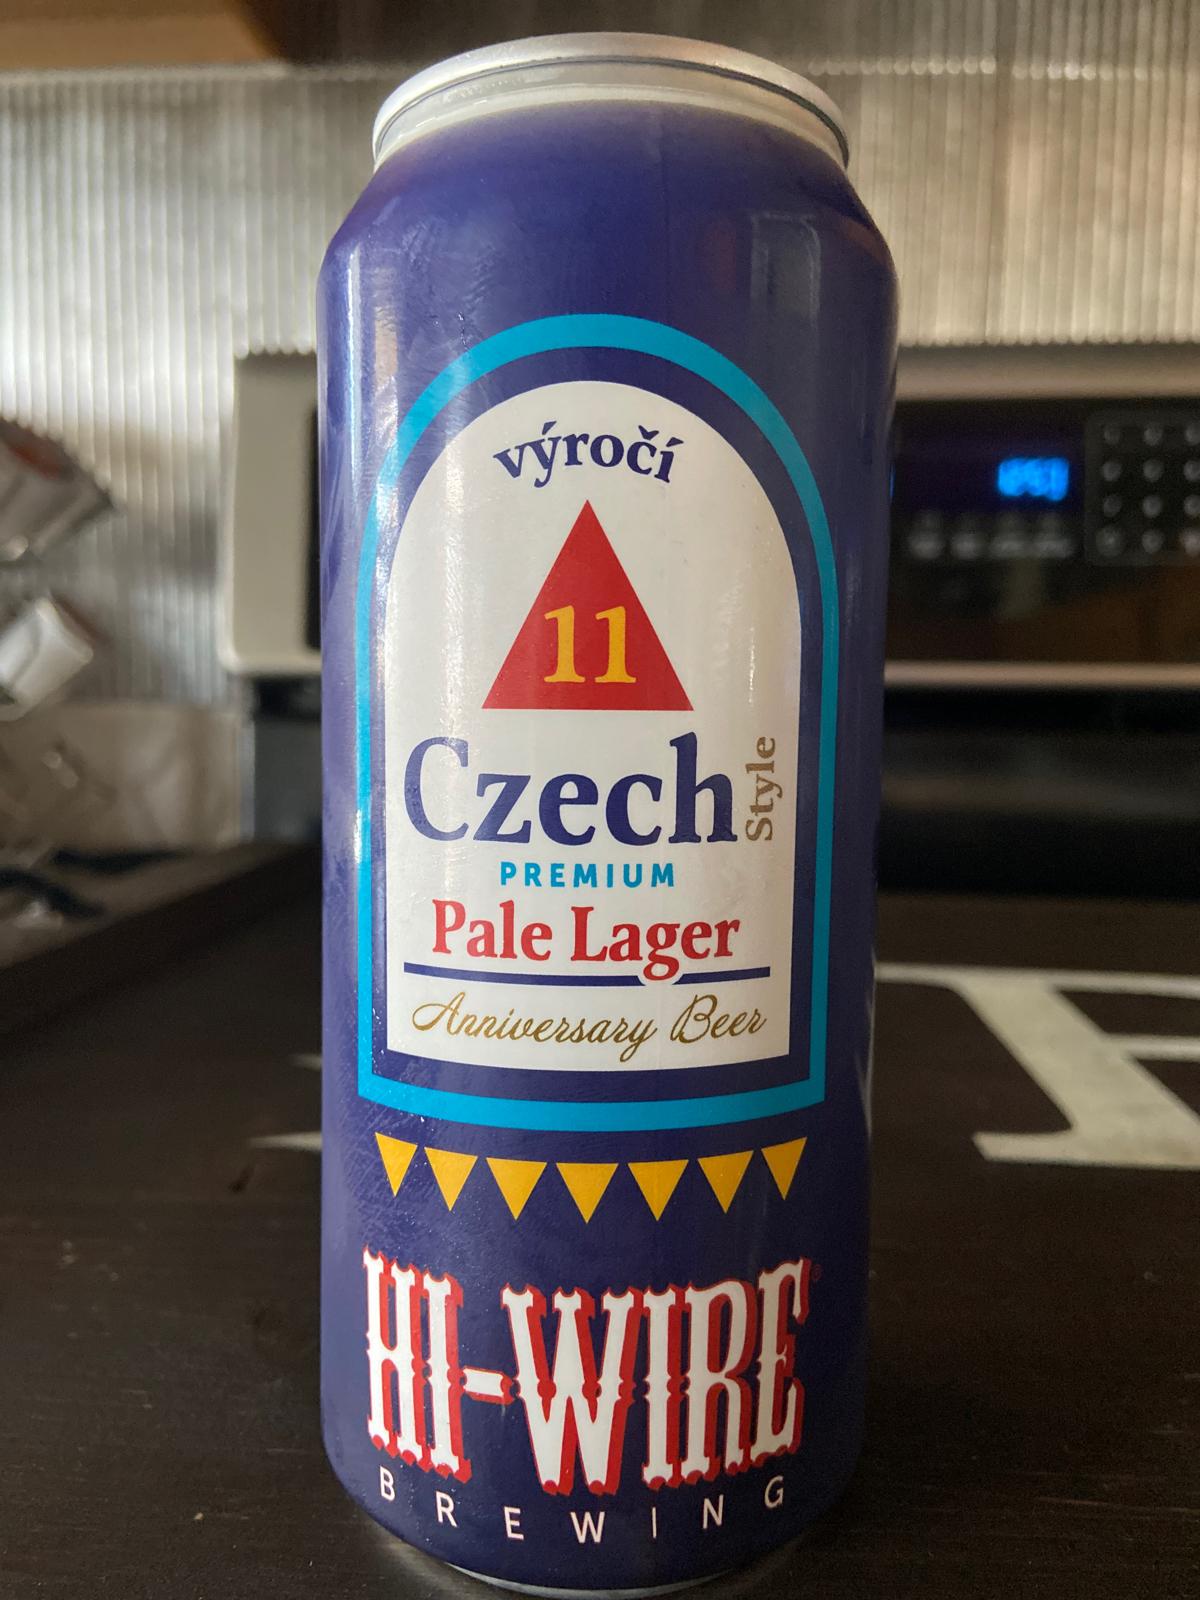 výročí
11
Czech Style
PREMIUM
Pale Lager
Anniversary Beer
HI-WIRE®
BREWING